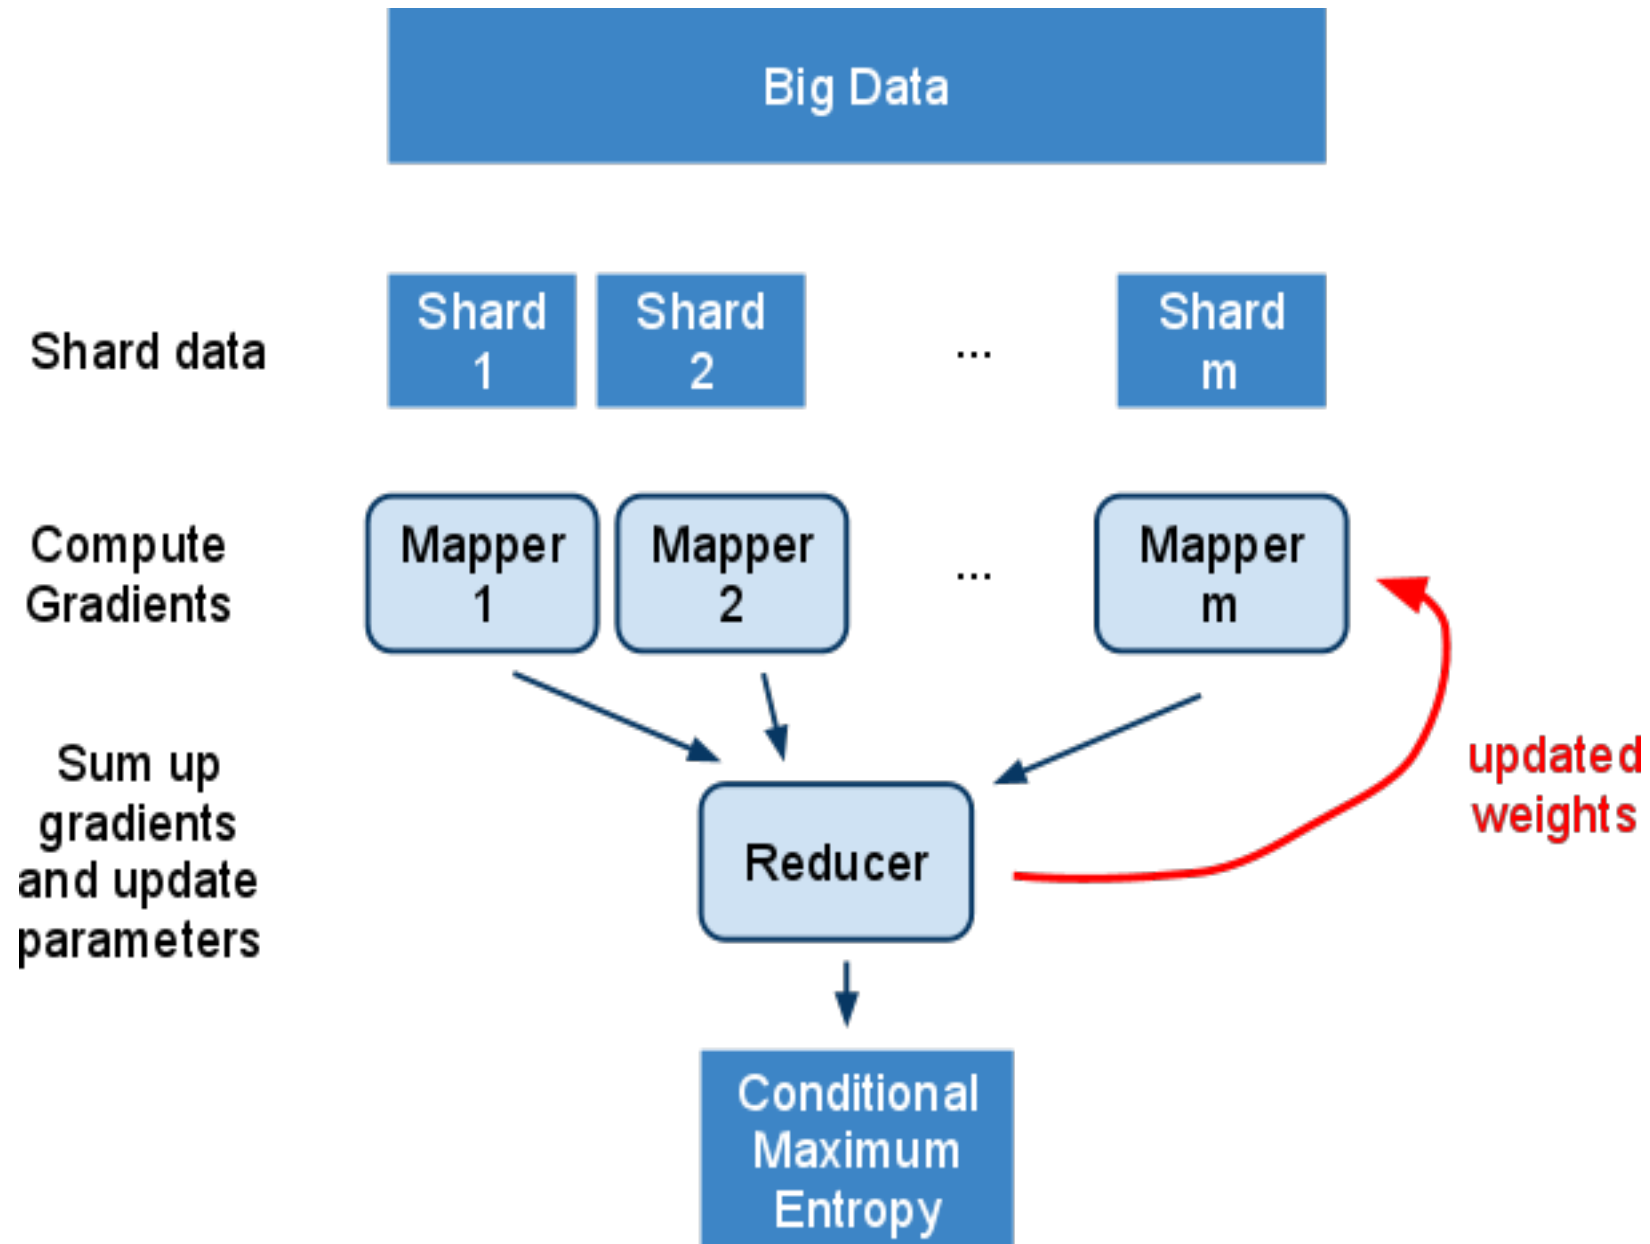 Big Data
Shard data
Shard
1
Shard
2
...
Shard
m
Compute
Gradients
Mapper
1
Mapper
2
...
Mapper
m
Sum up
gradients
and update
parameters
Reducer
updated
weights
Conditional
Maximum
Entropy